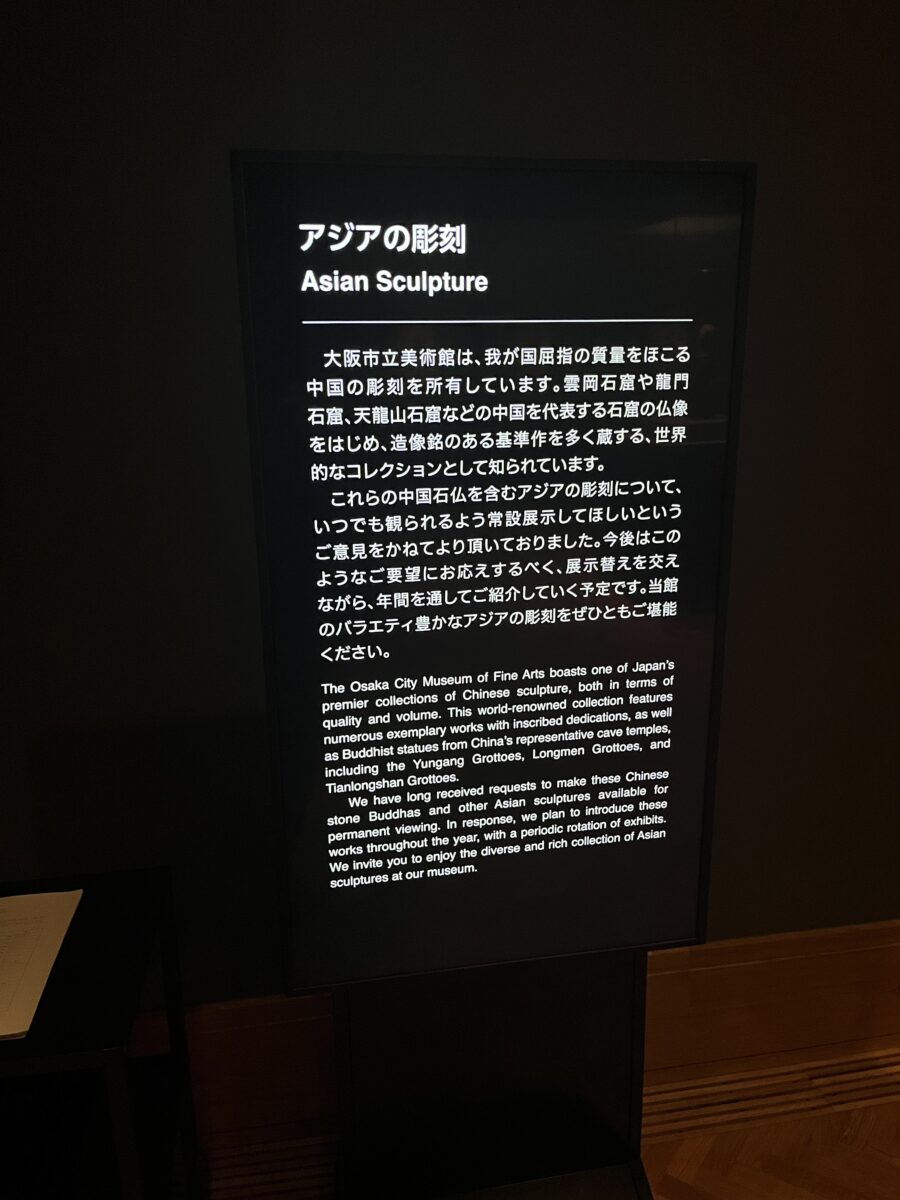 アジアの彫刻
Asian Sculpture
大阪市立美術館は、我が国屈指の質量をほこる
中国の彫刻を所有しています。雲岡石窟や龍門
石窟、天龍山石窟などの中国を代表する石窟の仏像
をはじめ、造像銘のある基準作を多く蔵する、世界
的なコレクションとして知られています。
これらの中国石仏を含むアジアの彫刻について、
いつでも観られるよう常設展示してほしいという
ご意見をかねてより頂いておりました。今後はこの
ようなご要望にお応えするべく、展示替えを交え
ながら、年間を通してご紹介していく予定です。当館
のバラエティ豊かなアジアの彫刻をぜひともご堪能
ください。
The Osaka City Museum of Fine Arts boasts one of Japan's
premier collections of Chinese sculpture, both in terms of
quality and volume. This world-renowned collection features
numerous exemplary works with inscribed dedications, as well
as Buddhist statues from China's representative cave temples,
including the Yungang Grottoes, Longmen Grottoes, and
Tianlongshan Grottoes.
We have long received requests to make these Chinese
stone Buddhas and other Asian sculptures available for
permanent viewing. In response, we plan to introduce these
works throughout the year, with a periodic rotation of exhibits.
We invite you to enjoy the diverse and rich collection of Asian
sculptures at our museum.